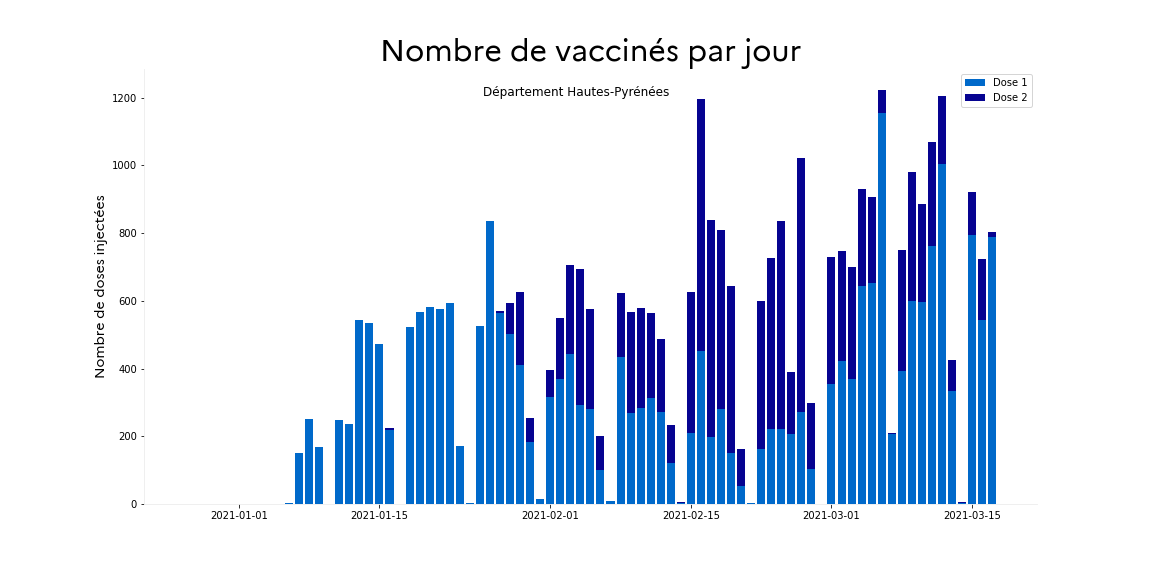 Nombre de vaccinés par jour
Département Hautes-Pyrénées
Dose 1
Dose 2
Nombre de doses injectées
1200
1000
800
600
400
200
0
2021-01-01
2021-01-15
2021-02-01
2021-02-15
2021-03-01
2021-03-15